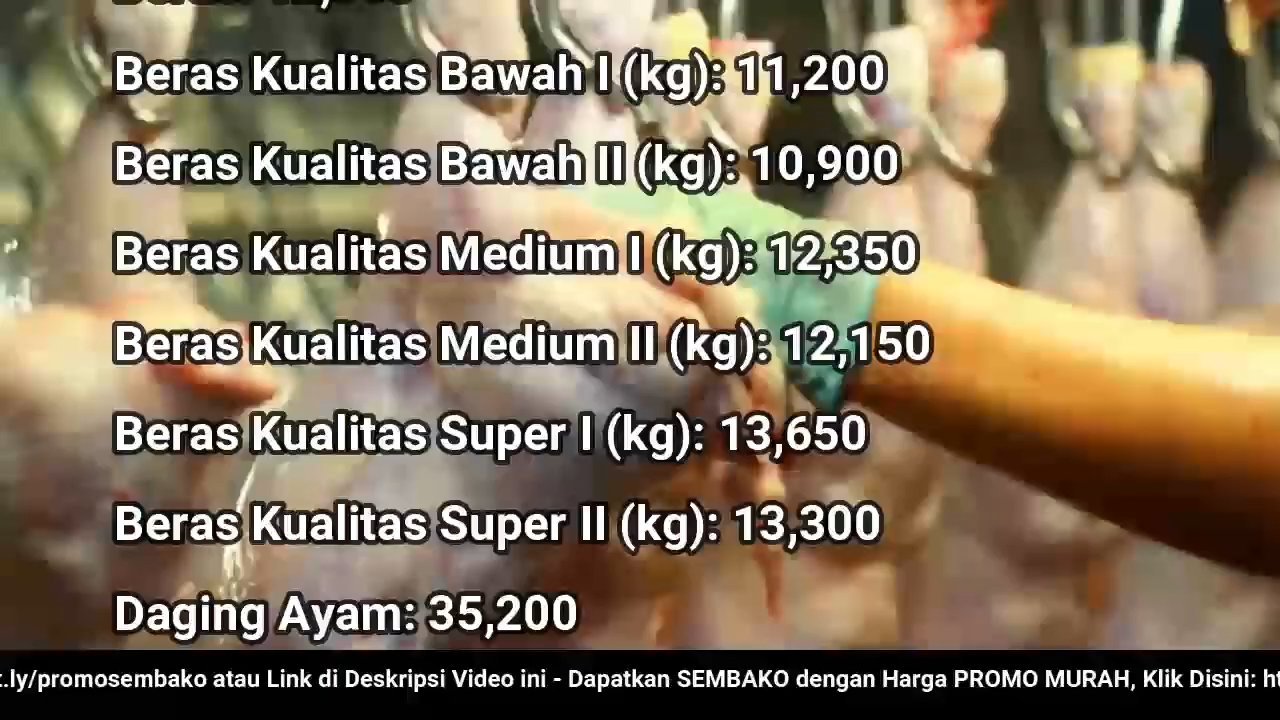 Beras Kualitas Bawah I (kg): 11,200
Beras Kualitas Bawah II (kg): 10,900
Beras Kualitas Medium I (kg): 12,350
Beras Kualitas Medium II (kg): 12,150
Beras Kualitas Super I (kg): 13,650
Beras Kualitas Super II (kg): 13,300
Daging Ayam: 35,200
t.ly/promosembako atau Link di Deskripsi Video ini - Dapatkan SEMBAKO dengan Harga PROMO MURAH, Klik Disini: ht